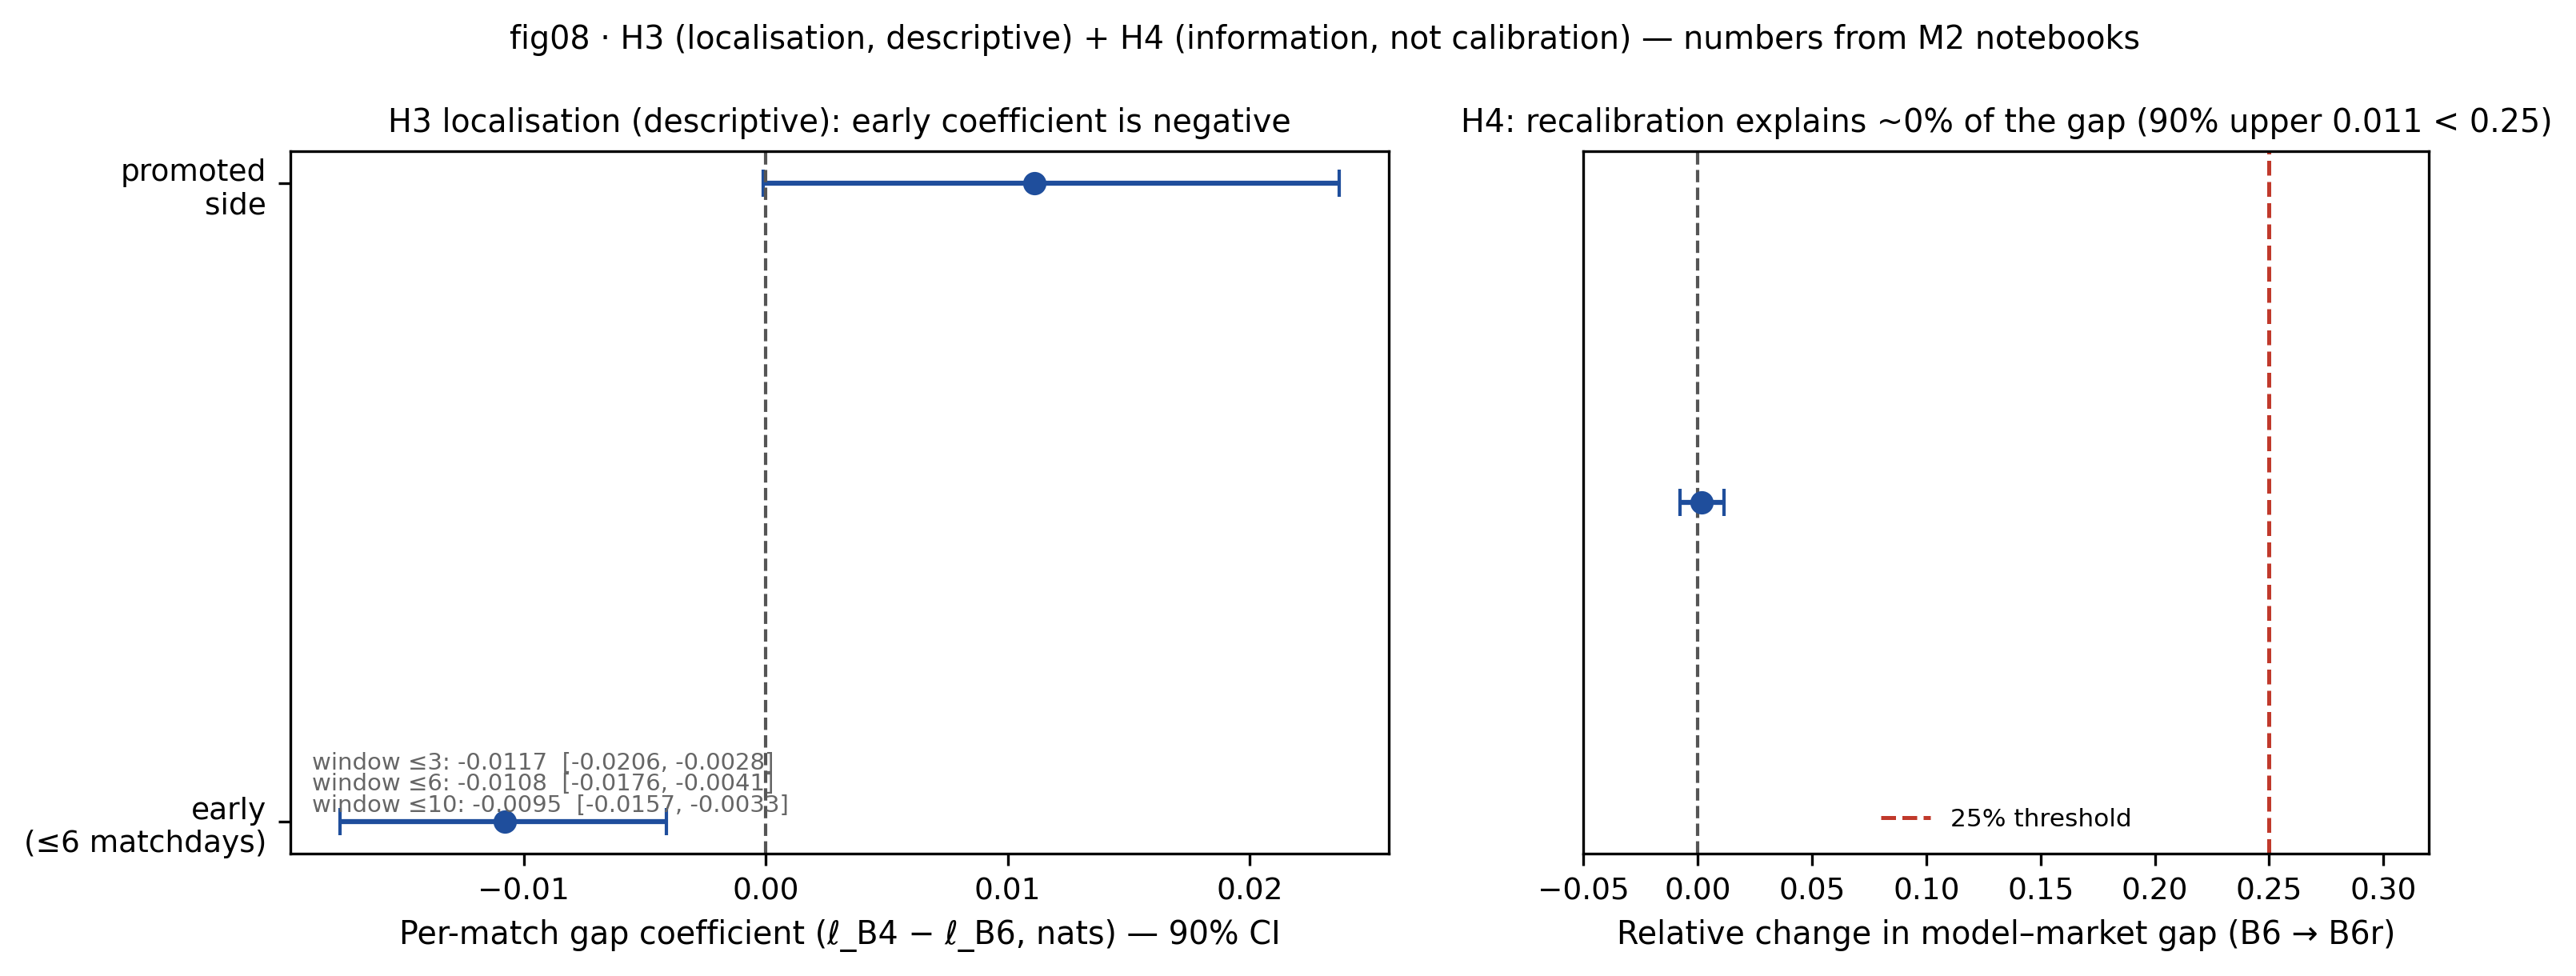 fig08 · H3 (localisation, descriptive) + H4 (information, not calibration) — numbers from M2 notebooks
H3 localisation (descriptive): early coefficient is negative
promoted
side
window ≤3: -0.0117  [-0.0206, -0.0028]
window ≤6: -0.0108  [-0.0176, -0.0041]
window ≤10: -0.0095  [-0.0157, -0.0033]
early
(≤6 matchdays)
−0.01 0.00 0.01 0.02
Per-match gap coefficient (ℓ_B4 − ℓ_B6, nats) — 90% CI
H4: recalibration explains ~0% of the gap (90% upper 0.011 < 0.25)
25% threshold
−0.05 0.00 0.05 0.10 0.15 0.20 0.25 0.30
Relative change in model–market gap (B6 → B6r)